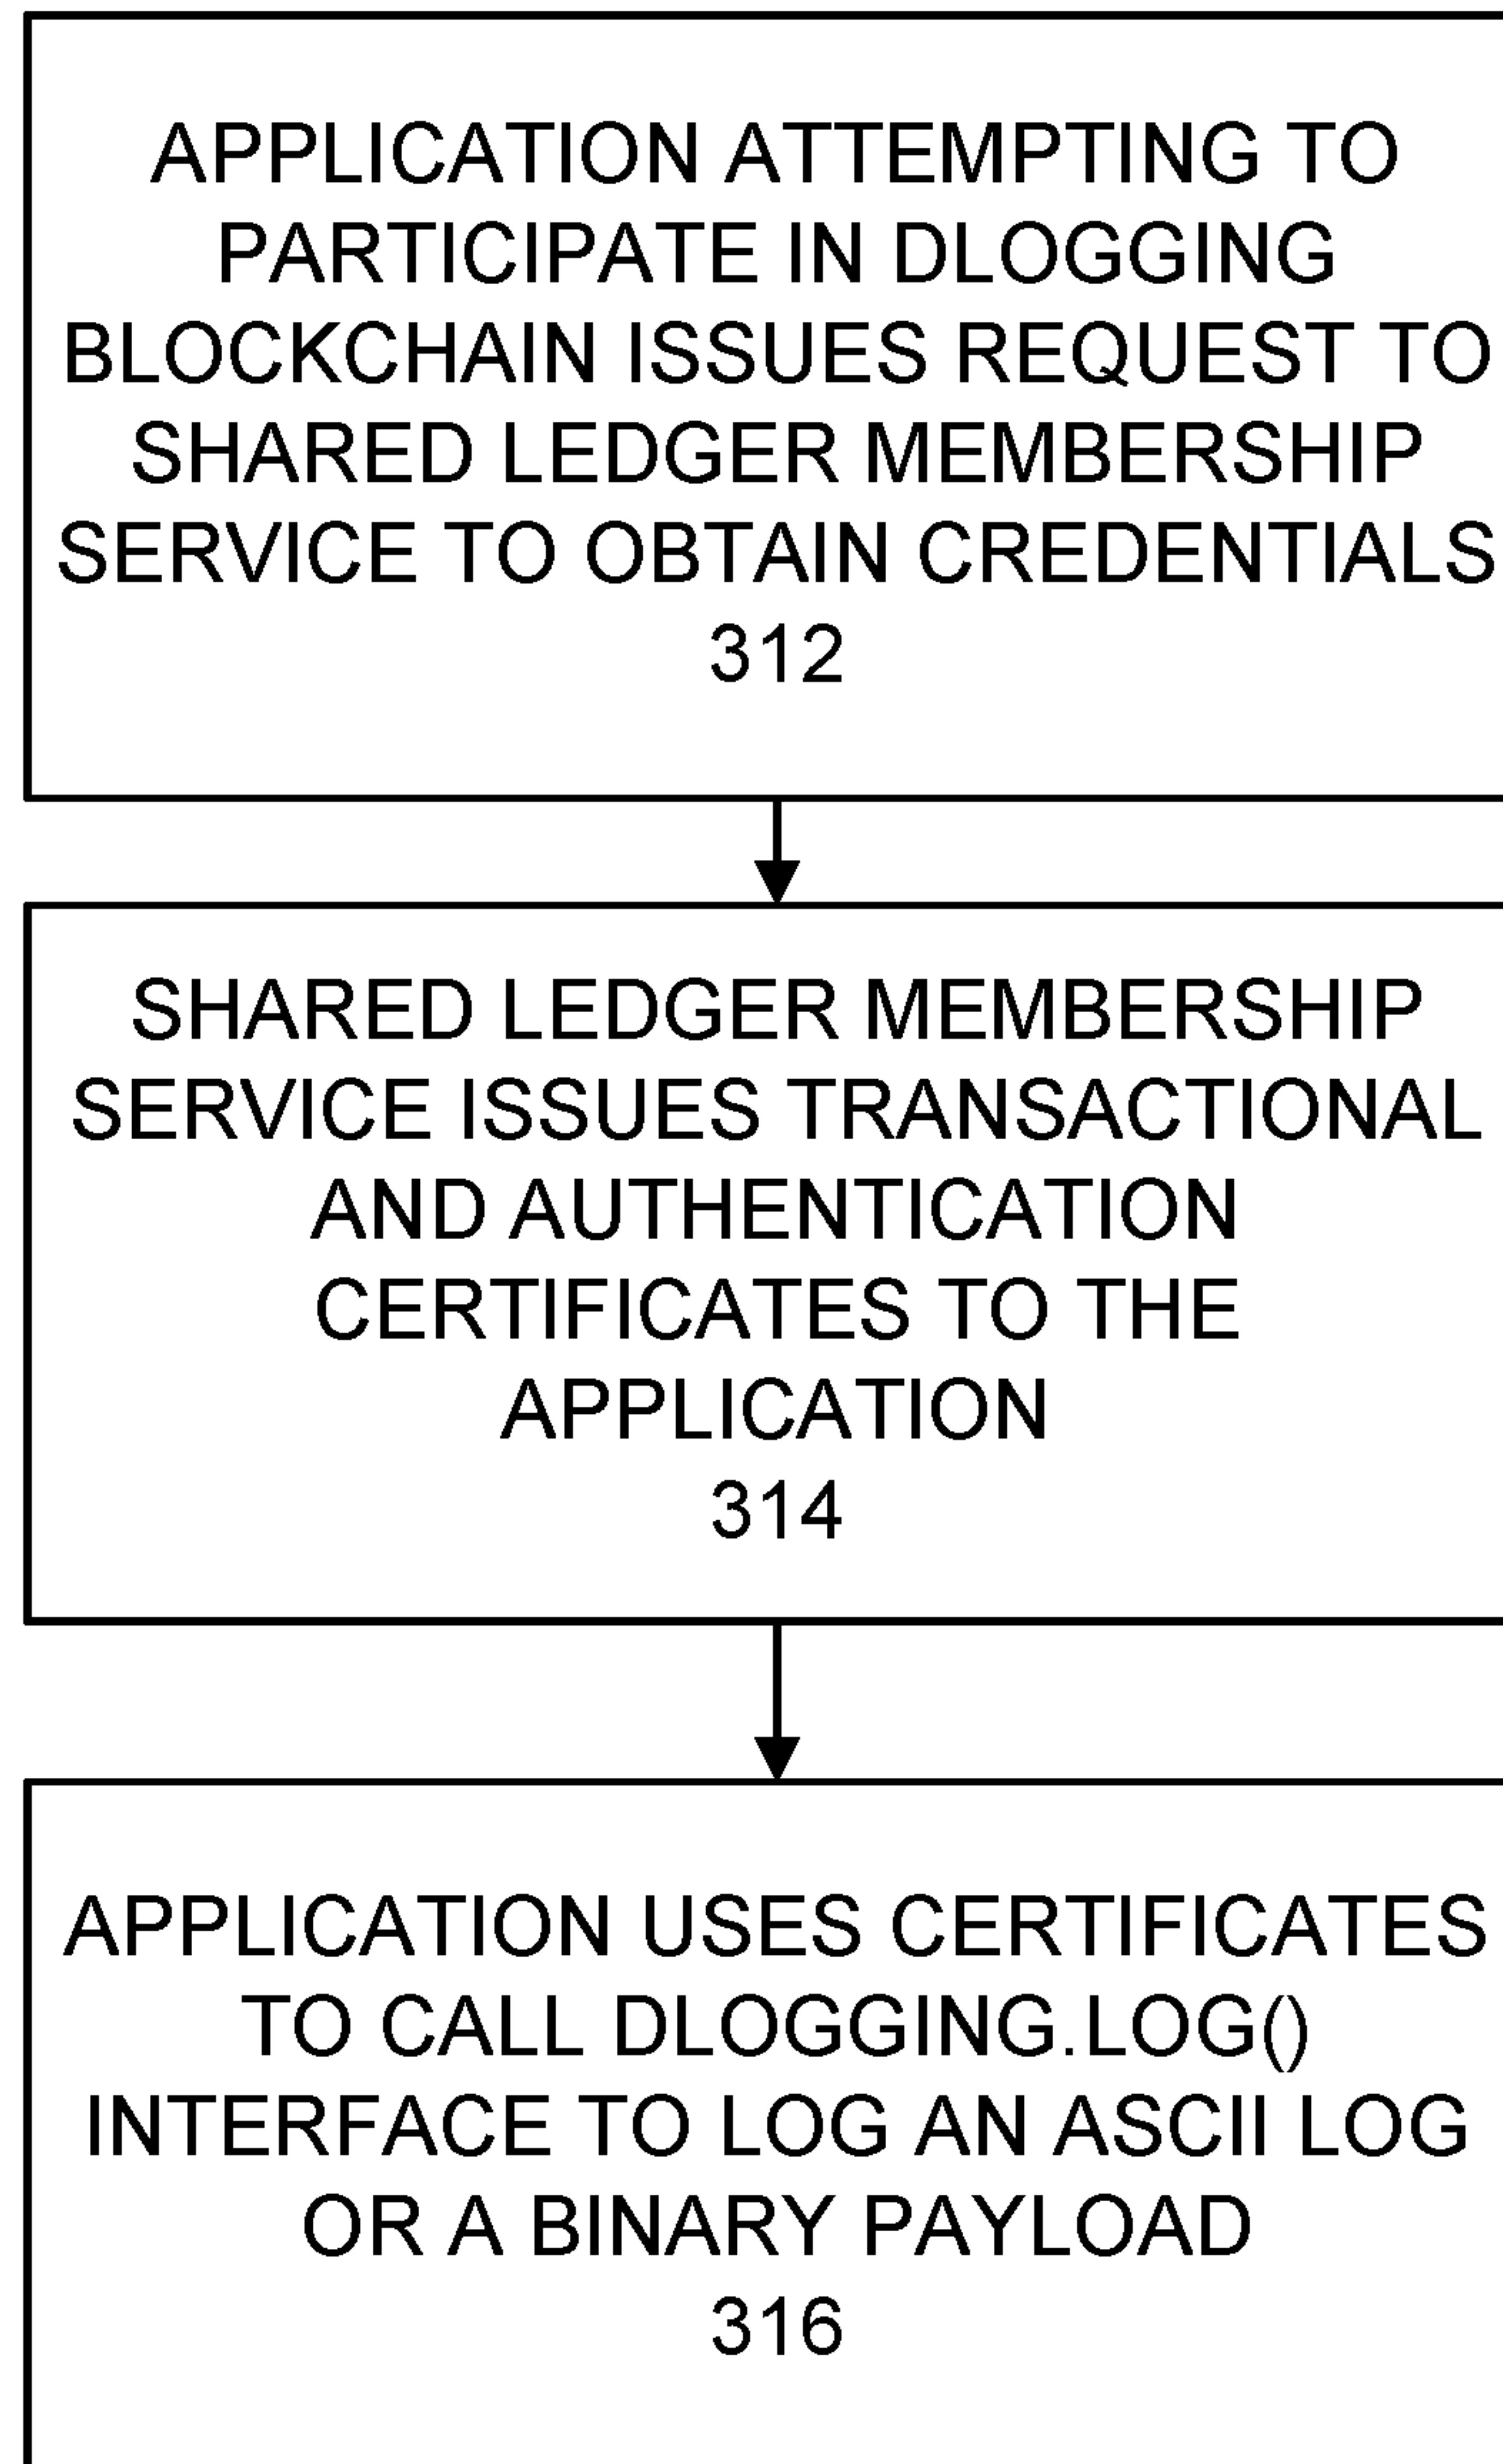 APPLICATION ATTEMPTING TO
PARTICIPATE IN DLOGGING
BLOCKCHAIN ISSUES REQUEST TO
SHARED LEDGER MEMBERSHIP
SERVICE TO OBTAIN CREDENTIALS
312
SHARED LEDGER MEMBERSHIP
SERVICE ISSUES TRANSACTIONAL
AND AUTHENTICATION
CERTIFICATES TO THE
APPLICATION
314
APPLICATION USES CERTIFICATES
TO CALL DLOGGING.LOG()
INTERFACE TO LOG AN ASCII LOG
OR A BINARY PAYLOAD
316